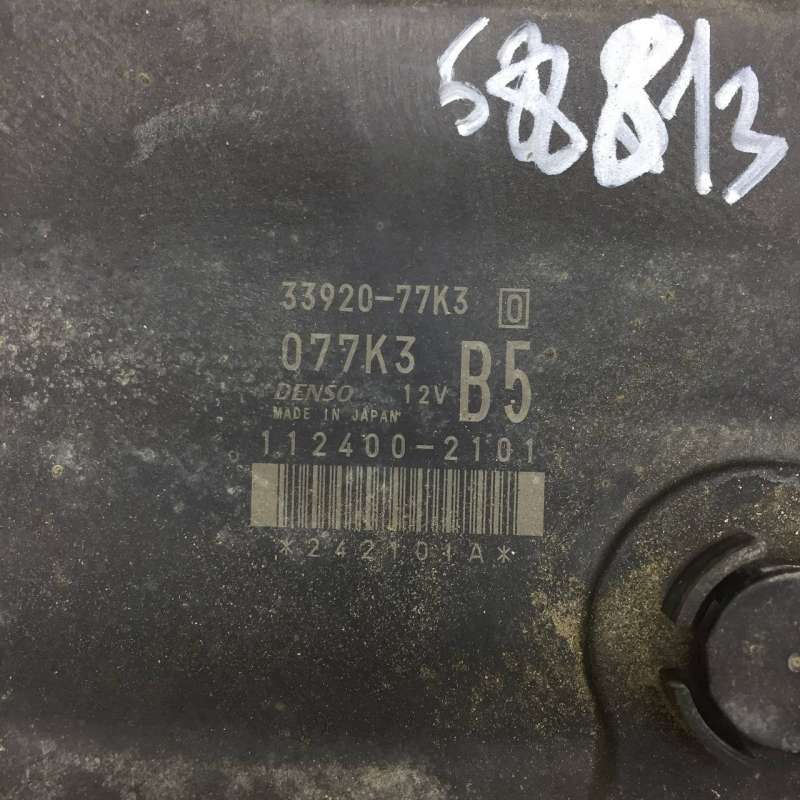 58813
33920-77K3 0
077K3 B5
DENSO 12V
MADE IN JAPAN
112400-2101
*242101A*